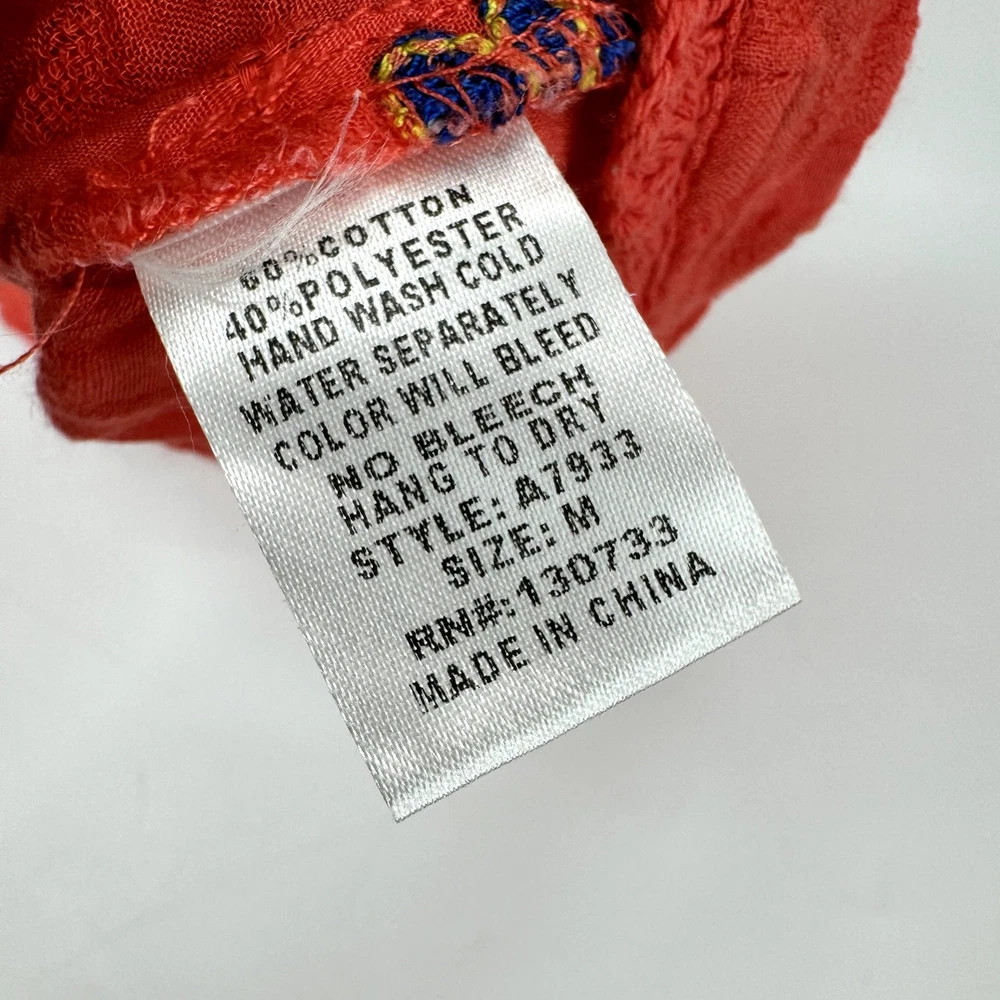 60%COTTON
40%POLYESTER
HAND WASH COLD
WATER SEPARATELY
COLOR WILL BLEED
NO BLEECH
HANG TO DRY
STYLE: A7933
SIZE: M
RN#:130733
MADE IN CHINA